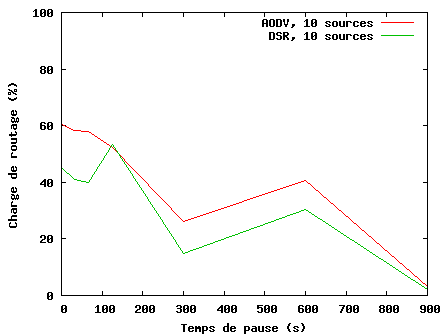 100
80
60
40
20
0
Charge de routage (%)
AODV, 10 sources
DSR, 10 sources
0 100 200 300 400 500 600 700 800 900
Temps de pause (s)